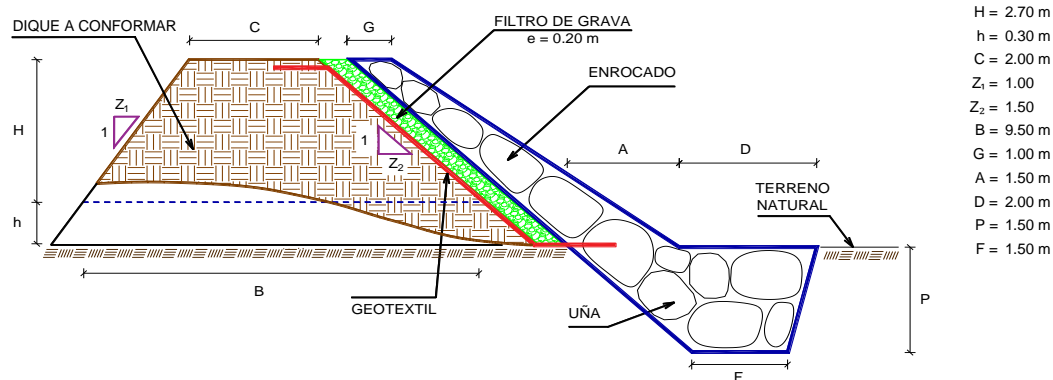 DIQUE A CONFORMAR
C
G
FILTRO DE GRAVA
e = 0.20 m
ENROCADO
H
Z1
1
1
Z2
A
D
TERRENO
NATURAL
h
B
GEOTEXTIL
UÑA
P
F
H = 2.70 m
h = 0.30 m
C = 2.00 m
Z1 = 1.00
Z2 = 1.50
B = 9.50 m
G = 1.00 m
A = 1.50 m
D = 2.00 m
P = 1.50 m
F = 1.50 m